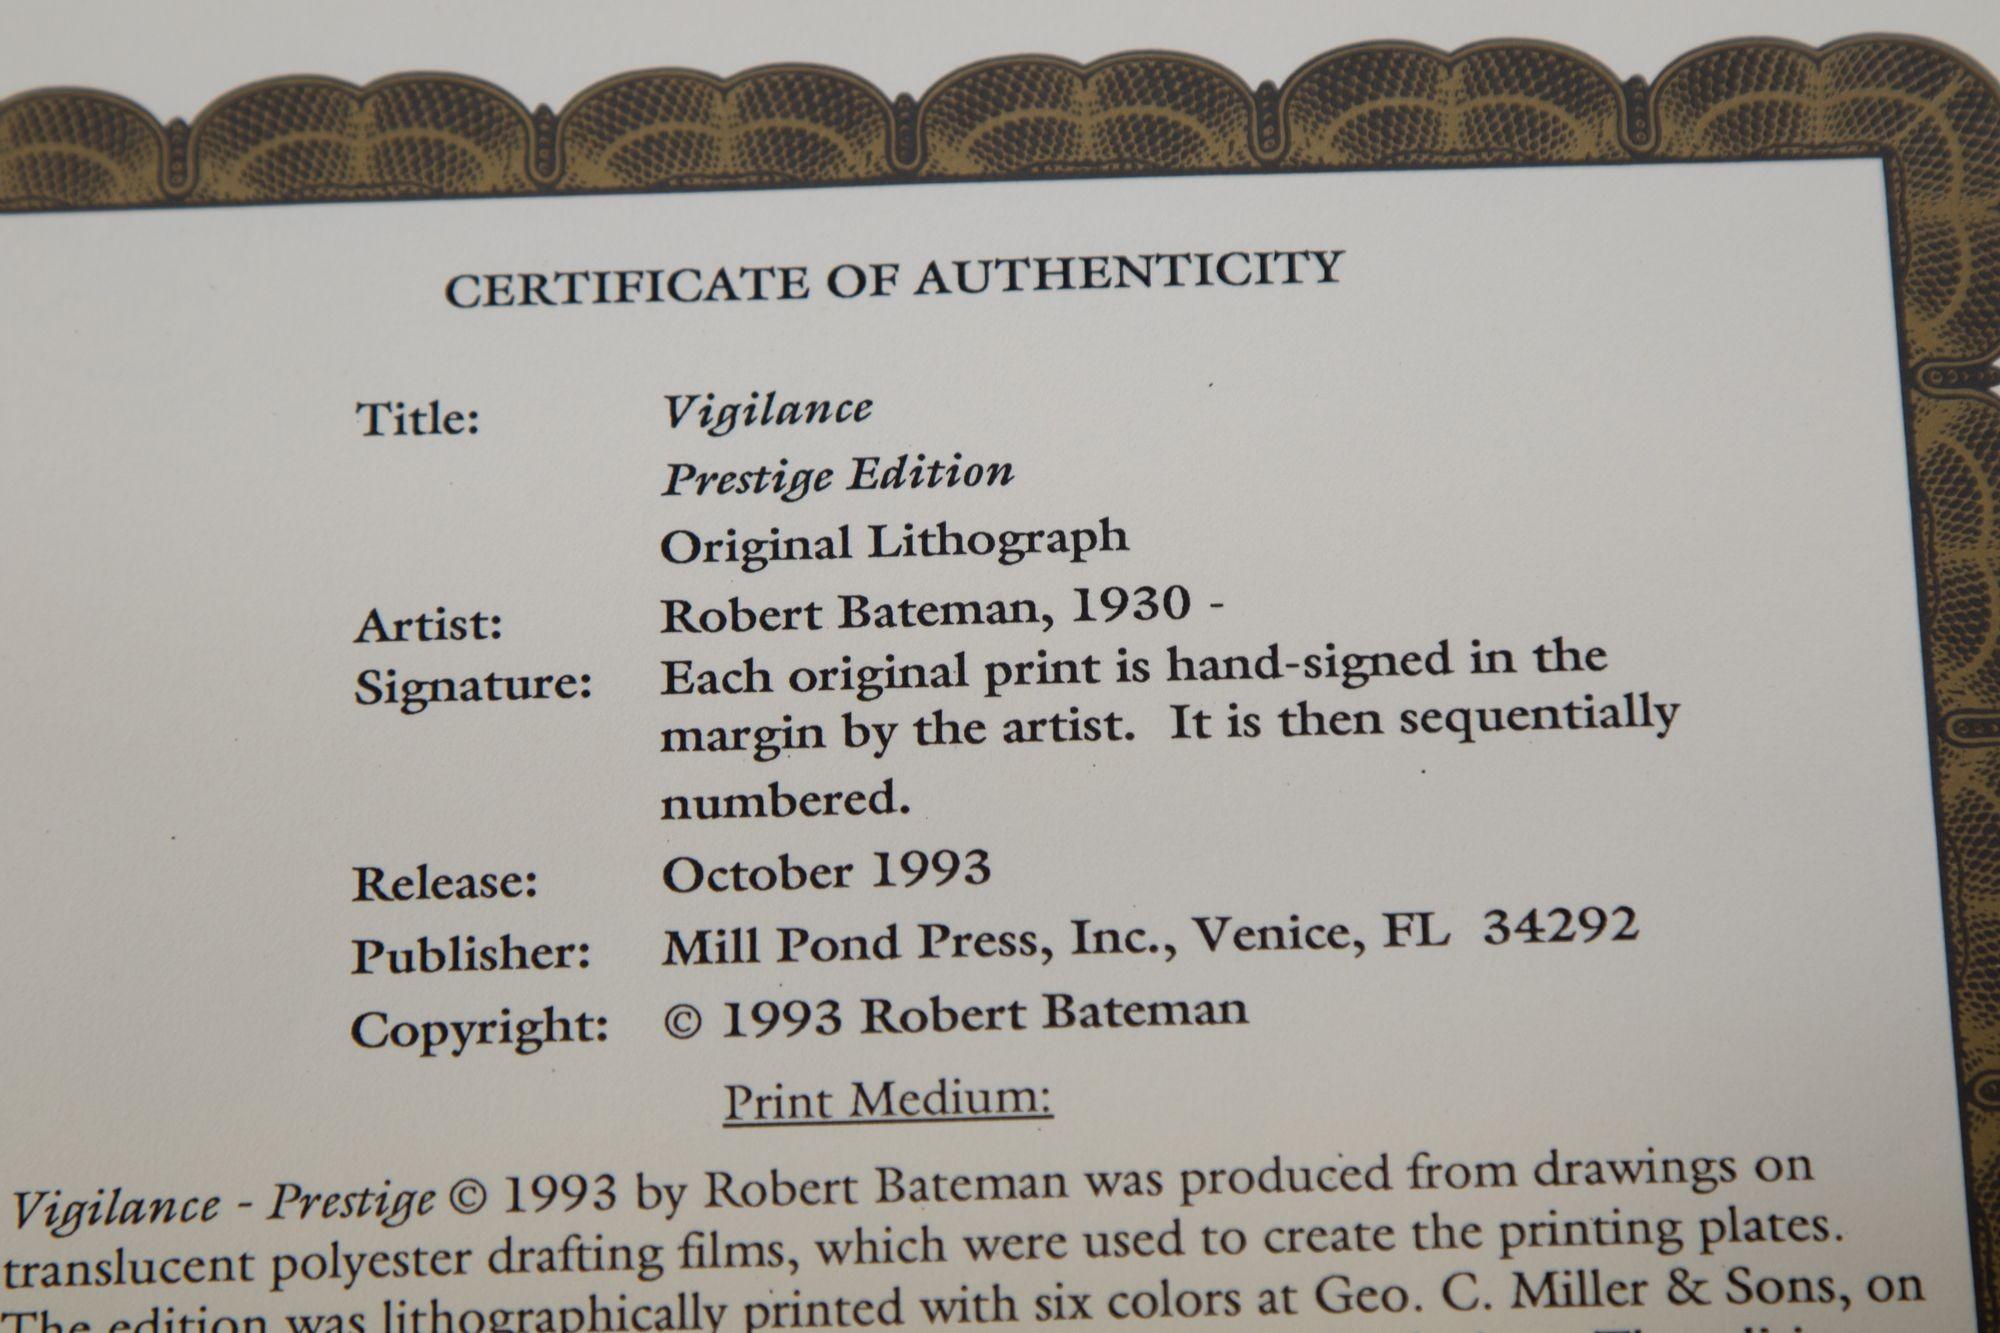 CERTIFICATE OF AUTHENTICITY
Title: Vigilance
Prestige Edition
Original Lithograph
Artist: Robert Bateman, 1930 -
Signature: Each original print is hand-signed in the
margin by the artist. It is then sequentially
numbered.
Release: October 1993
Publisher: Mill Pond Press, Inc., Venice, FL 34292
Copyright: © 1993 Robert Bateman
Print Medium:
Vigilance - Prestige © 1993 by Robert Bateman was produced from drawings on
translucent polyester drafting films, which were used to create the printing plates.
The edition was lithographically printed with six colors at Geo. C. Miller & Sons, on